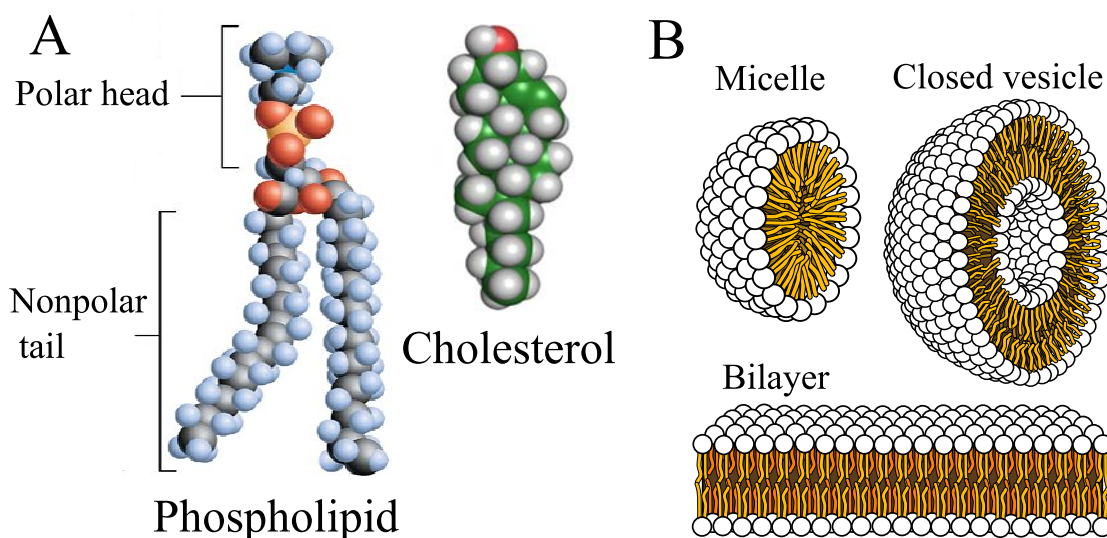 A
Polar head
Nonpolar
tail
Phospholipid
Cholesterol
B
Micelle
Closed vesicle
Bilayer